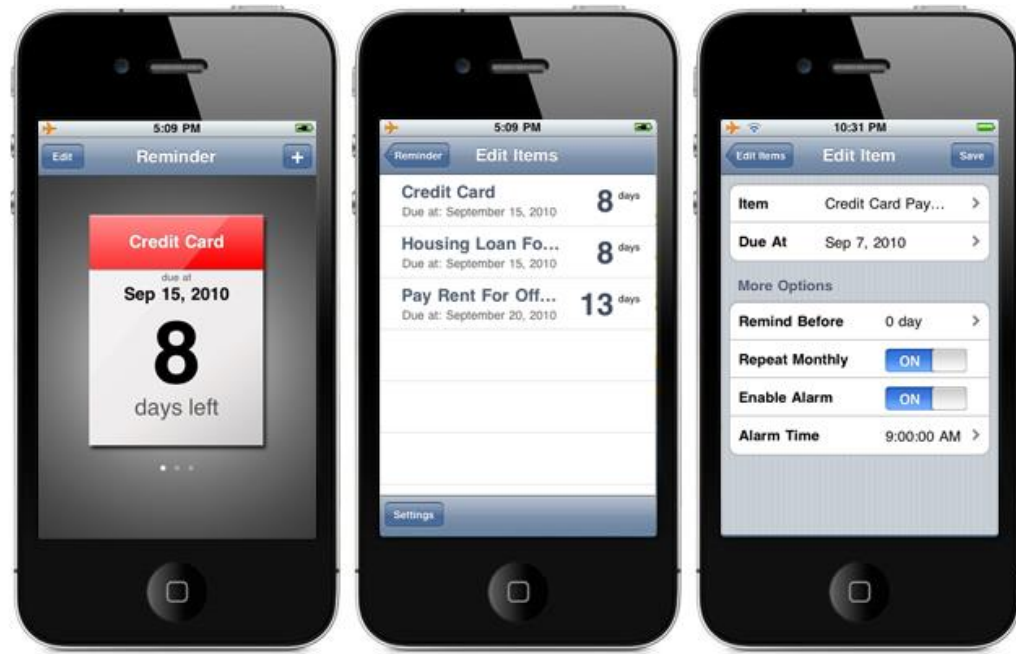 5:09 PM
Edit Reminder +
Credit Card
due at
Sep 15, 2010
8
days left
5:09 PM
Reminder Edit Items
Credit Card 8 days
Due at: September 15, 2010
Housing Loan Fo... 8 days
Due at: September 15, 2010
Pay Rent For Off... 13 days
Due at: September 20, 2010
Settings
10:31 PM
Edit Items Edit Item Save
Item Credit Card Pay...
Due At Sep 7, 2010
More Options
Remind Before 0 day
Repeat Monthly ON
Enable Alarm ON
Alarm Time 9:00:00 AM